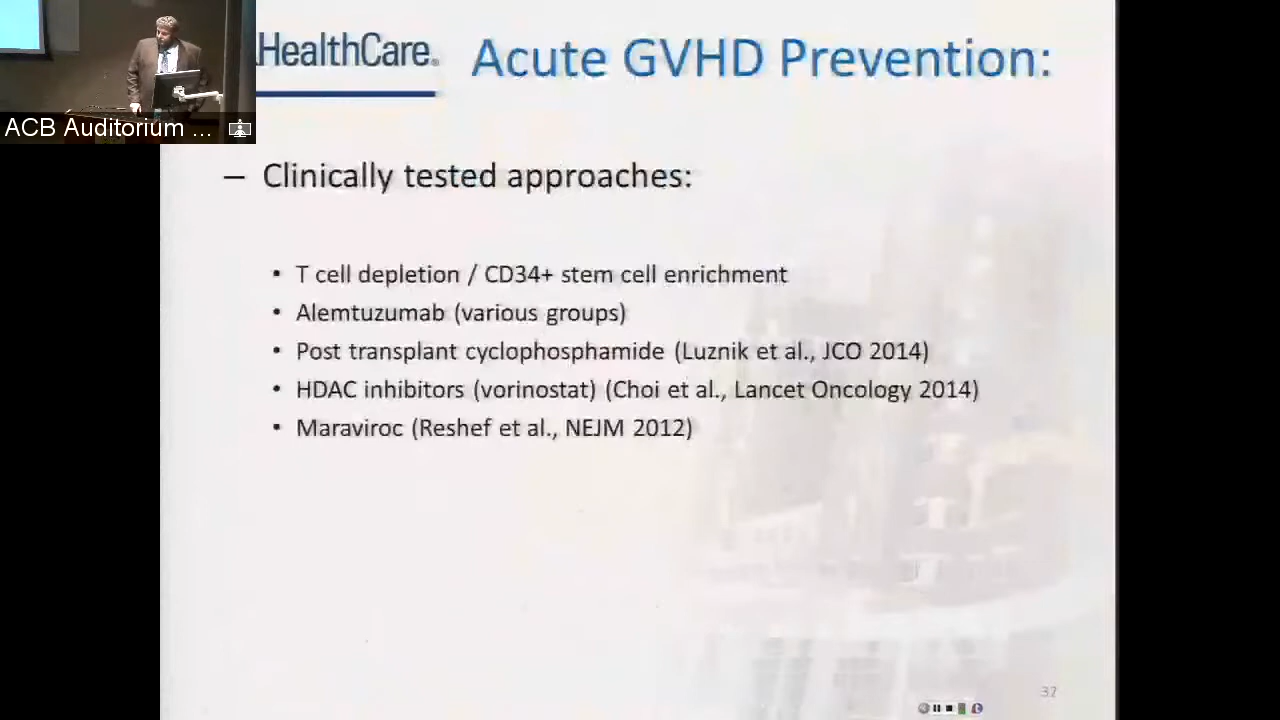 HealthCare®
Acute GVHD Prevention:
ACB Auditorium ...
– Clinically tested approaches:
• T cell depletion / CD34+ stem cell enrichment
• Alemtuzumab (various groups)
• Post transplant cyclophosphamide (Luznik et al., JCO 2014)
• HDAC inhibitors (vorinostat) (Choi et al., Lancet Oncology 2014)
• Maraviroc (Reshef et al., NEJM 2012)